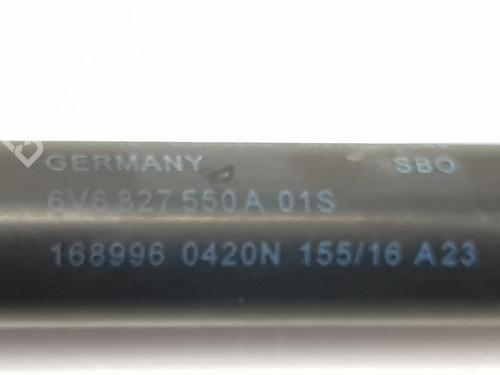 GERMANY SBO
6V6 827 550 A 01S
168996 0420N 155/16 A23